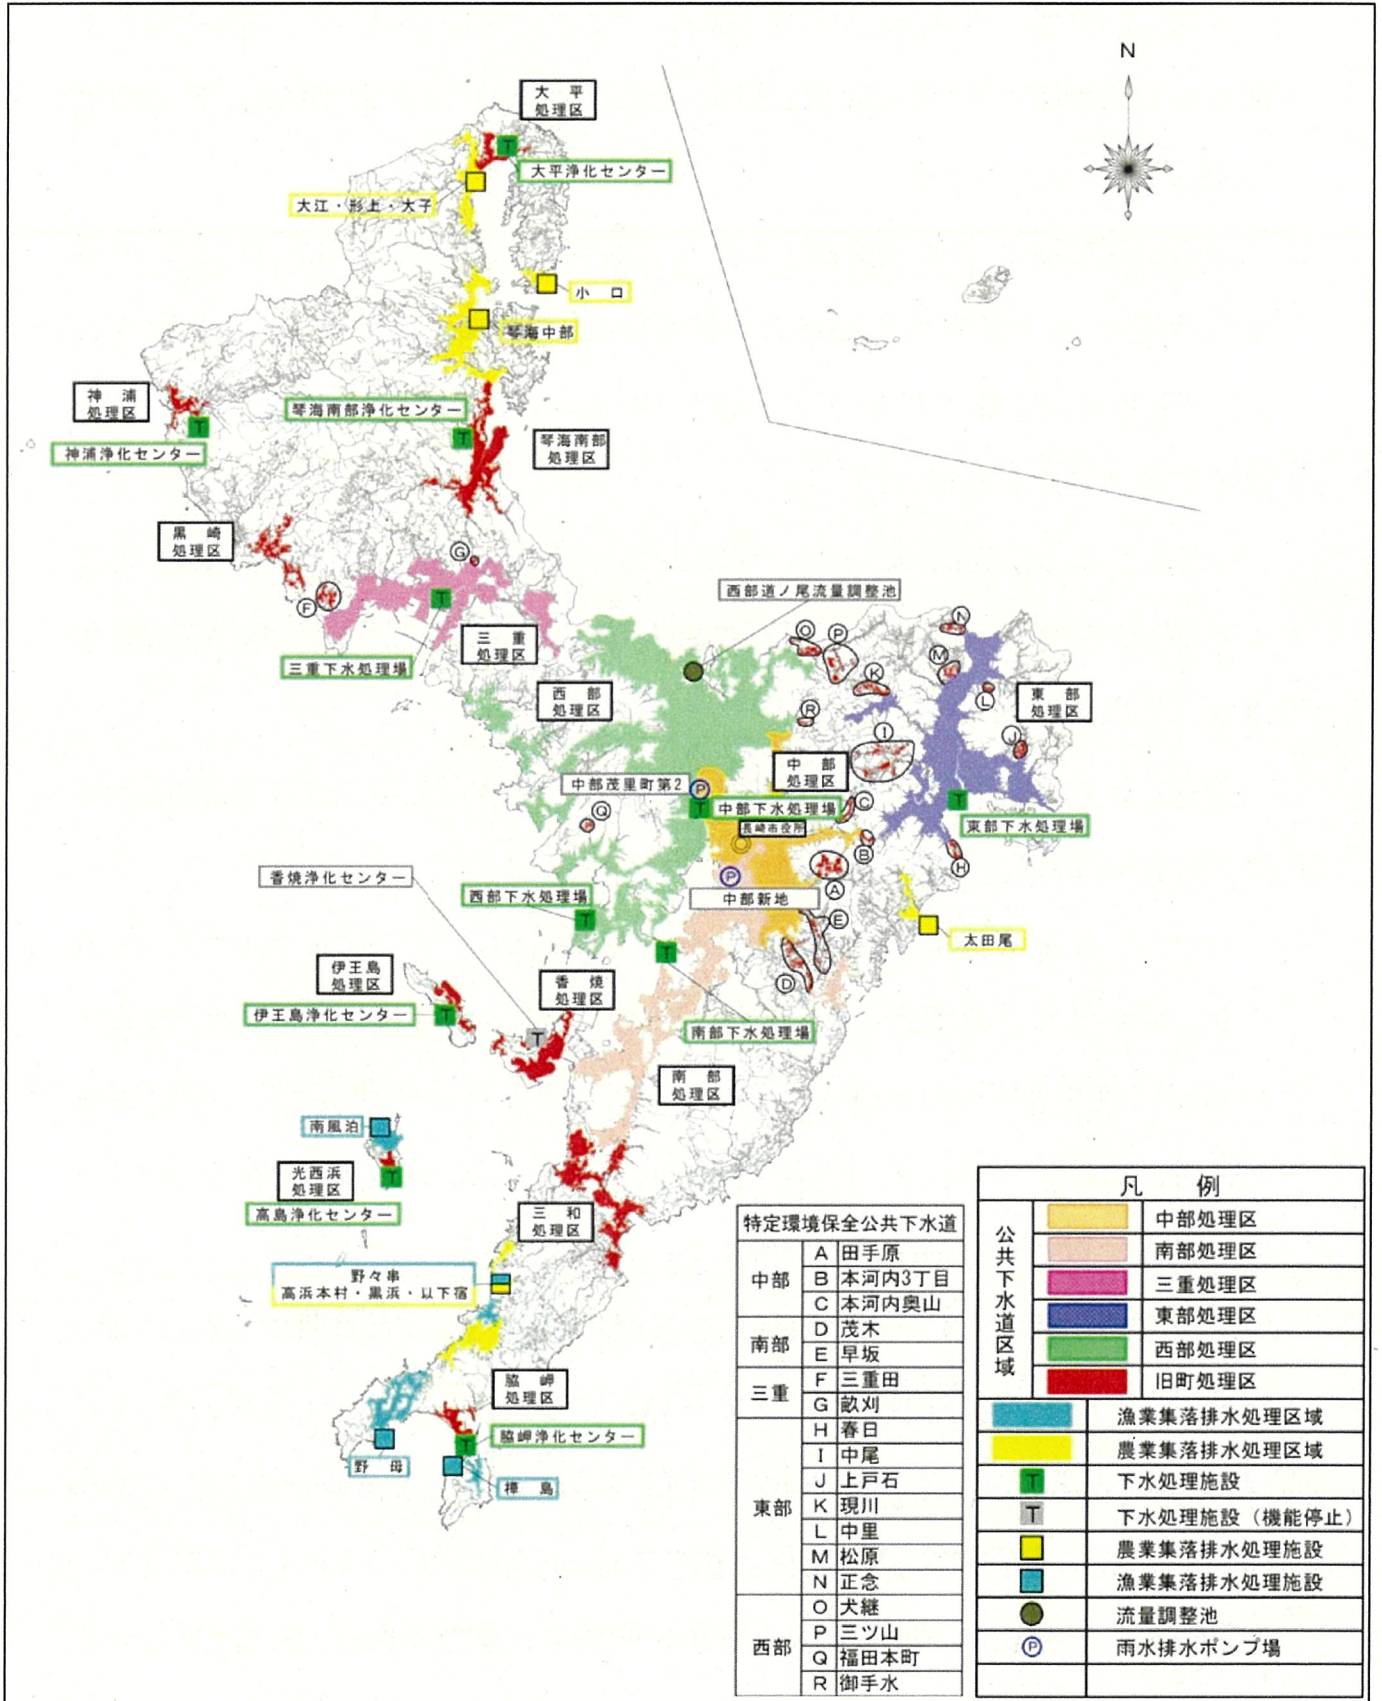 N
大平
処理区
大平浄化センター
大江・形上・大子
小口
琴海中部
神浦
処理区
琴海南部浄化センター
神浦浄化センター
琴海南部
処理区
黒崎
処理区
G
F
西部道ノ尾流量調整池
三重
処理区
三重下水処理場
O
P
N
M
K
L
R
I
J
東部
処理区
西部
処理区
中部
処理区
中部茂里町第2
P
Q
中部下水処理場
C
長崎市役所
東部下水処理場
B
H
香焼浄化センター
P
A
西部下水処理場
中部新地
E
太田尾
伊王島
処理区
香焼
処理区
D
伊王島浄化センター
南部下水処理場
南部
処理区
南風泊
光西浜
処理区
高島浄化センター
三和
処理区
野々串
高浜本村・黒浜・以下宿
脇岬
処理区
脇岬浄化センター
野母
樺島
T
T
T
T
T
T
T
T
T
T
T
T
T
特定環境保全公共下水道
中部
A 田手原
B 本河内3丁目
C 本河内奥山
南部
D 茂木
E 早坂
三重
F 三重田
G 畝刈
東部
H 春日
I 中尾
J 上戸石
K 現川
L 中里
M 松原
N 正念
西部
O 犬継
P 三ツ山
Q 福田本町
R 御手水
凡例
公共下水道区域
中部処理区
南部処理区
三重処理区
東部処理区
西部処理区
旧町処理区
漁業集落排水処理区域
農業集落排水処理区域
T 下水処理施設
T 下水処理施設（機能停止）
農業集落排水処理施設
漁業集落排水処理施設
流量調整池
P 雨水排水ポンプ場